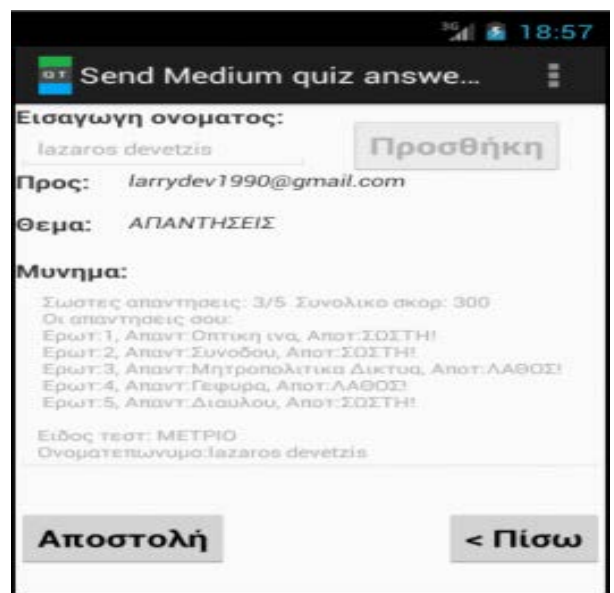 3G 18:57
QT Send Medium quiz answe...
Εισαγωγη ονοματος:
lazaros devetzis Προσθήκη
Προς: larrydev1990@gmail.com
Θεμα: ΑΠΑΝΤΗΣΕΙΣ
Μυνημα:
Σωστες απαντησεις: 3/5 Συνολικο σκορ: 300
Οι απαντησεις σου:
Ερωτ:1, Απαντ:Οπτικη ινα, Αποτ:ΣΩΣΤΗ!
Ερωτ:2, Απαντ:Συνοδου, Αποτ:ΣΩΣΤΗ!
Ερωτ:3, Απαντ:Μητροπολιτικα Δικτυα, Αποτ:ΛΑΘΟΣ!
Ερωτ:4, Απαντ:Γεφυρα, Αποτ:ΛΑΘΟΣ!
Ερωτ:5, Απαντ:Διαυλου, Αποτ:ΣΩΣΤΗ!
Ειδος τεστ: ΜΕΤΡΙΟ
Ονοματεπωνυμο:lazaros devetzis
Αποστολή < Πίσω